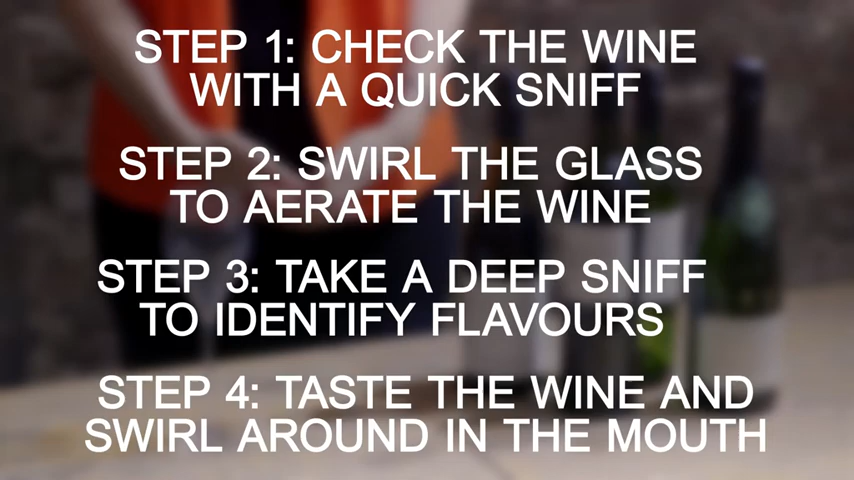 STEP 1: CHECK THE WINE
WITH A QUICK SNIFF
STEP 2: SWIRL THE GLASS
TO AERATE THE WINE
STEP 3: TAKE A DEEP SNIFF
TO IDENTIFY FLAVOURS
STEP 4: TASTE THE WINE AND
SWIRL AROUND IN THE MOUTH